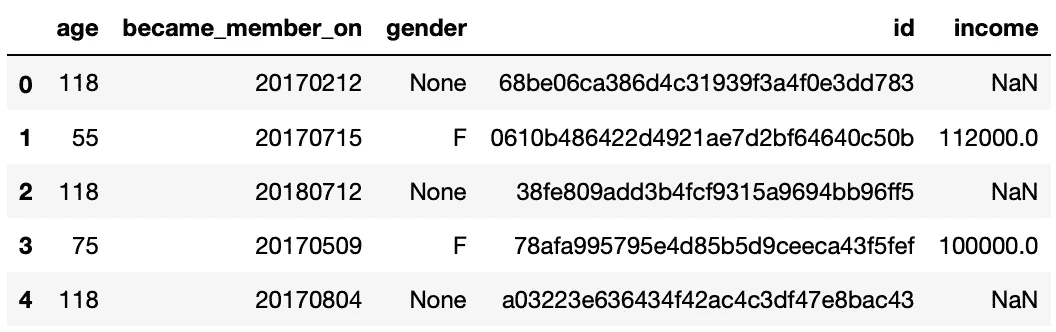 age became_member_on gender id income
0 118 20170212 None 68be06ca386d4c31939f3a4f0e3dd783 NaN
1 55 20170715 F 0610b486422d4921ae7d2bf64640c50b 112000.0
2 118 20180712 None 38fe809add3b4fcf9315a9694bb96ff5 NaN
3 75 20170509 F 78afa995795e4d85b5d9ceeca43f5fef 100000.0
4 118 20170804 None a03223e636434f42ac4c3df47e8bac43 NaN